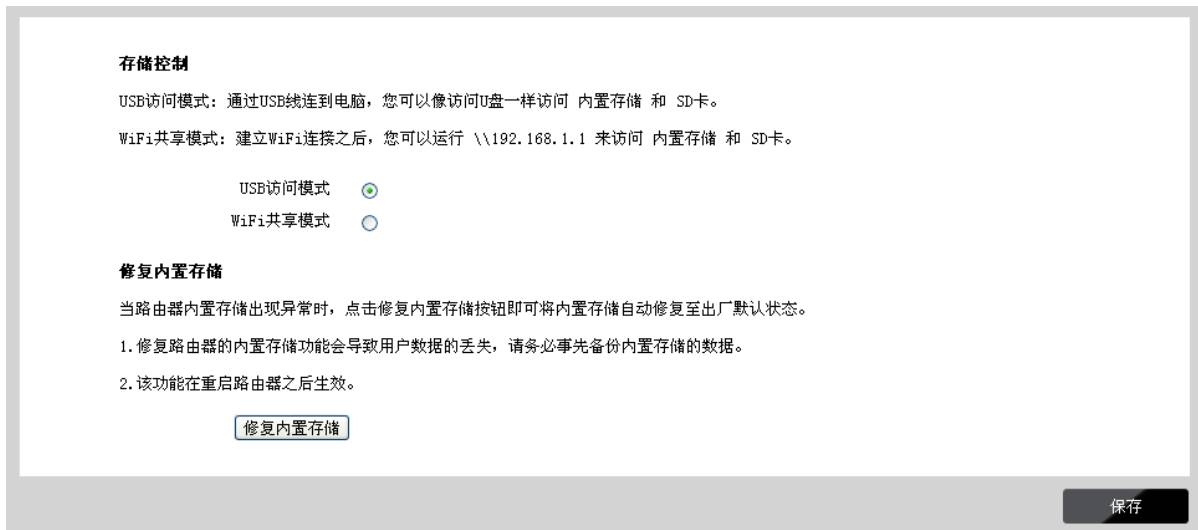 存储控制
USB访问模式: 通过USB线连到电脑, 您可以像访问U盘一样访问 内置存储 和 SD卡。
WiFi共享模式: 建立WiFi连接之后, 您可以运行 \\192.168.1.1 来访问 内置存储 和 SD卡。
USB访问模式
WiFi共享模式
修复内置存储
当路由器内置存储出现异常时, 点击修复内置存储按钮即可将内置存储自动修复至出厂默认状态。
1.修复路由器的内置存储功能会导致用户数据的丢失, 请务必事先备份内置存储的数据。
2.该功能在重启路由器之后生效。
修复内置存储
保存